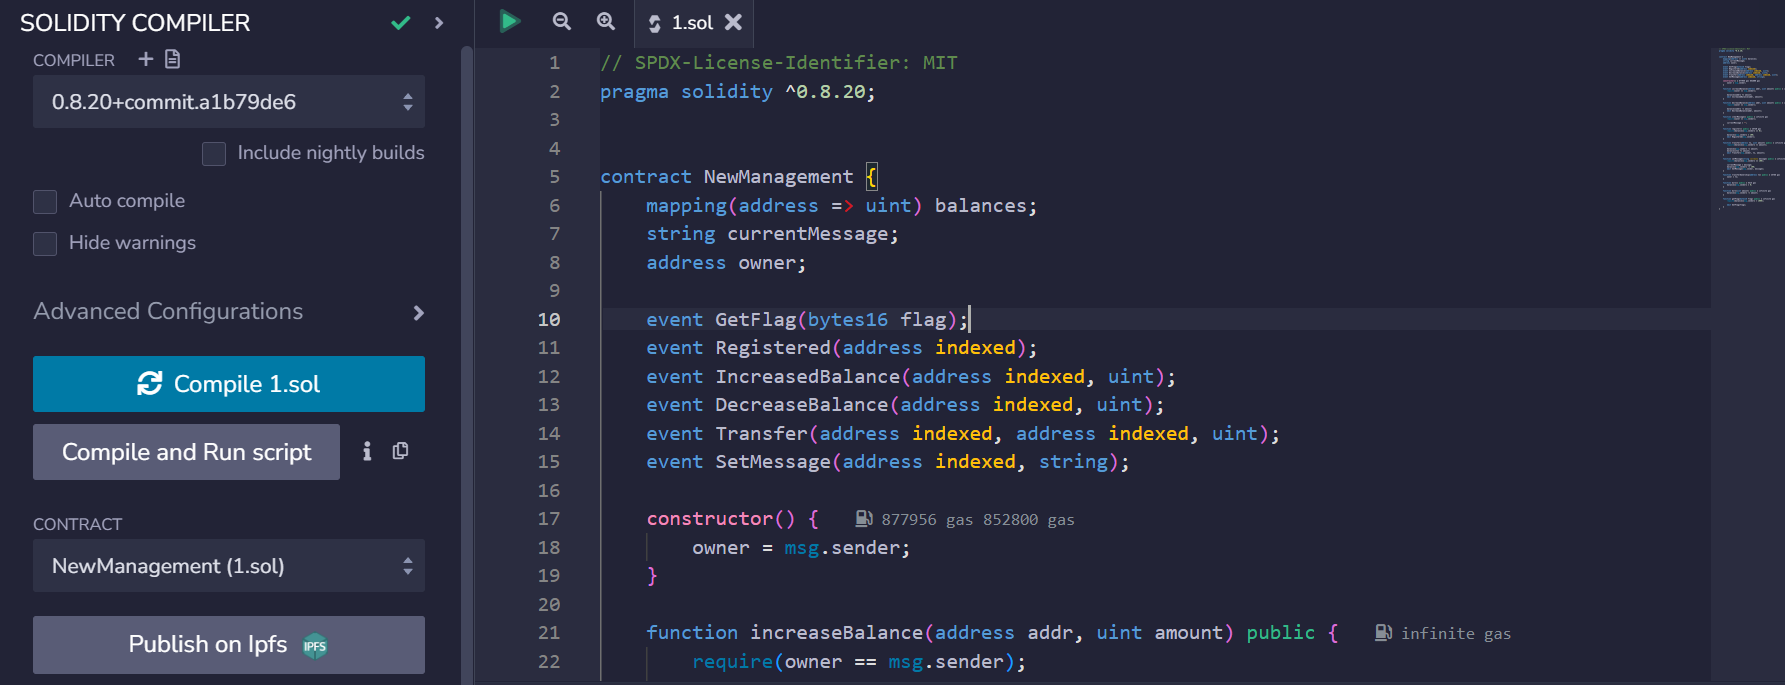 SOLIDITY COMPILER
COMPILER
0.8.20+commit.a1b79de6
Include nightly builds
Auto compile
Hide warnings
Advanced Configurations
Compile 1.sol
Compile and Run script
CONTRACT
NewManagement (1.sol)
Publish on Ipfs IPFS
1.sol
1 // SPDX-License-Identifier: MIT
2 pragma solidity ^0.8.20;
3
4
5 contract NewManagement {
6 mapping(address => uint) balances;
7 string currentMessage;
8 address owner;
9
10 event GetFlag(bytes16 flag);
11 event Registered(address indexed);
12 event IncreasedBalance(address indexed, uint);
13 event DecreaseBalance(address indexed, uint);
14 event Transfer(address indexed, address indexed, uint);
15 event SetMessage(address indexed, string);
16
17 constructor() { 877956 gas 852800 gas
18 owner = msg.sender;
19 }
20
21 function increaseBalance(address addr, uint amount) public { infinite gas
22 require(owner == msg.sender);